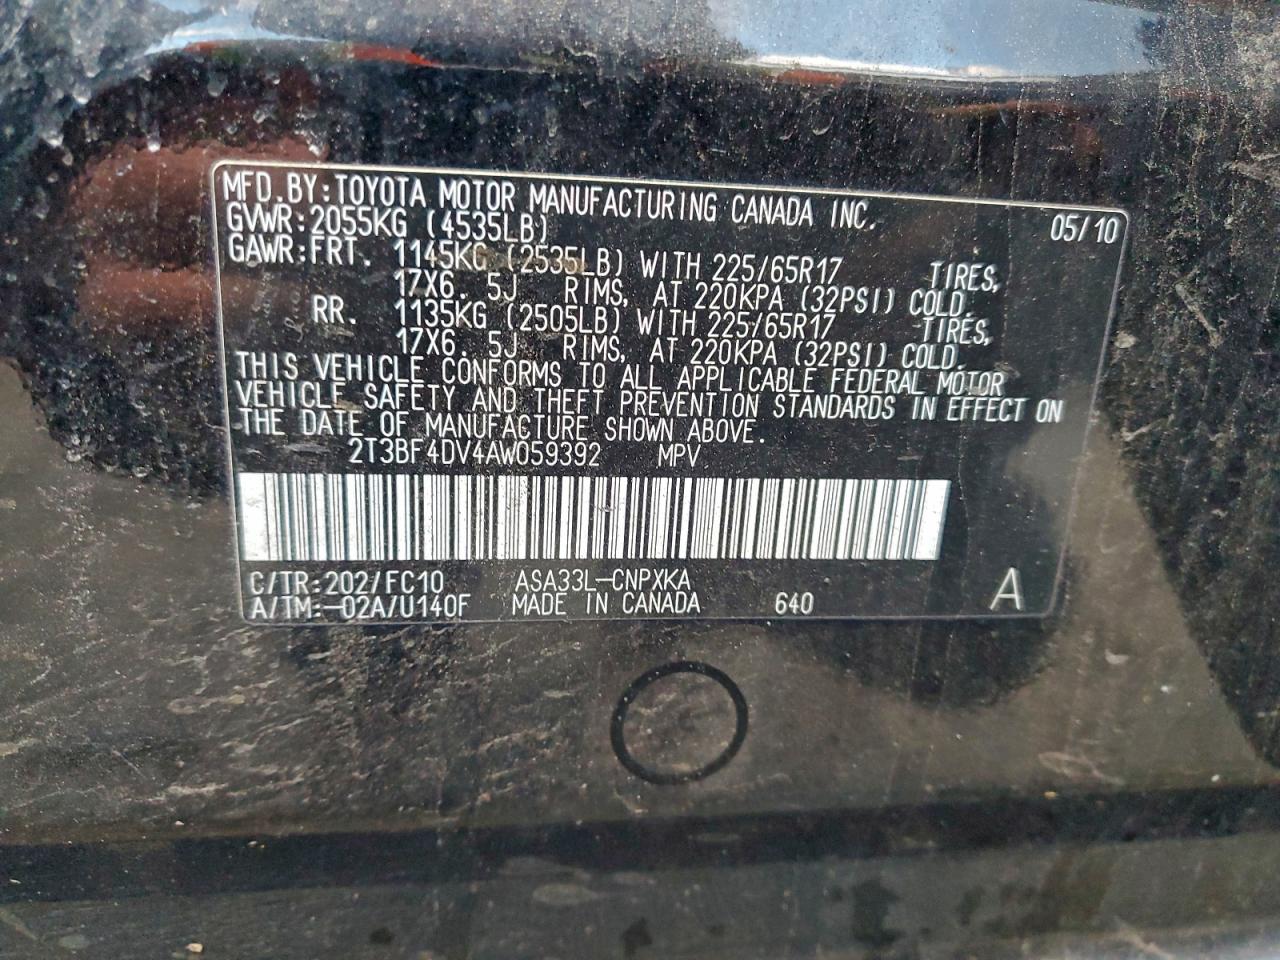 MFD.BY:TOYOTA MOTOR MANUFACTURING CANADA INC. 05/10
GVWR:2055KG (4535LB)
GAWR:FRT. 1145KG (2535LB) WITH 225/65R17 TIRES,
17X6.5J RIMS, AT 220KPA (32PSI) COLD.
RR. 1135KG (2505LB) WITH 225/65R17 TIRES,
17X6.5J RIMS, AT 220KPA (32PSI) COLD.
THIS VEHICLE CONFORMS TO ALL APPLICABLE FEDERAL MOTOR
VEHICLE SAFETY AND THEFT PREVENTION STANDARDS IN EFFECT ON
THE DATE OF MANUFACTURE SHOWN ABOVE.
2T3BF4DV4AW059392 MPV
C/TR:202/FC10 ASA33L-CNPXKA
A/TM:-02A/U140F MADE IN CANADA 640 A